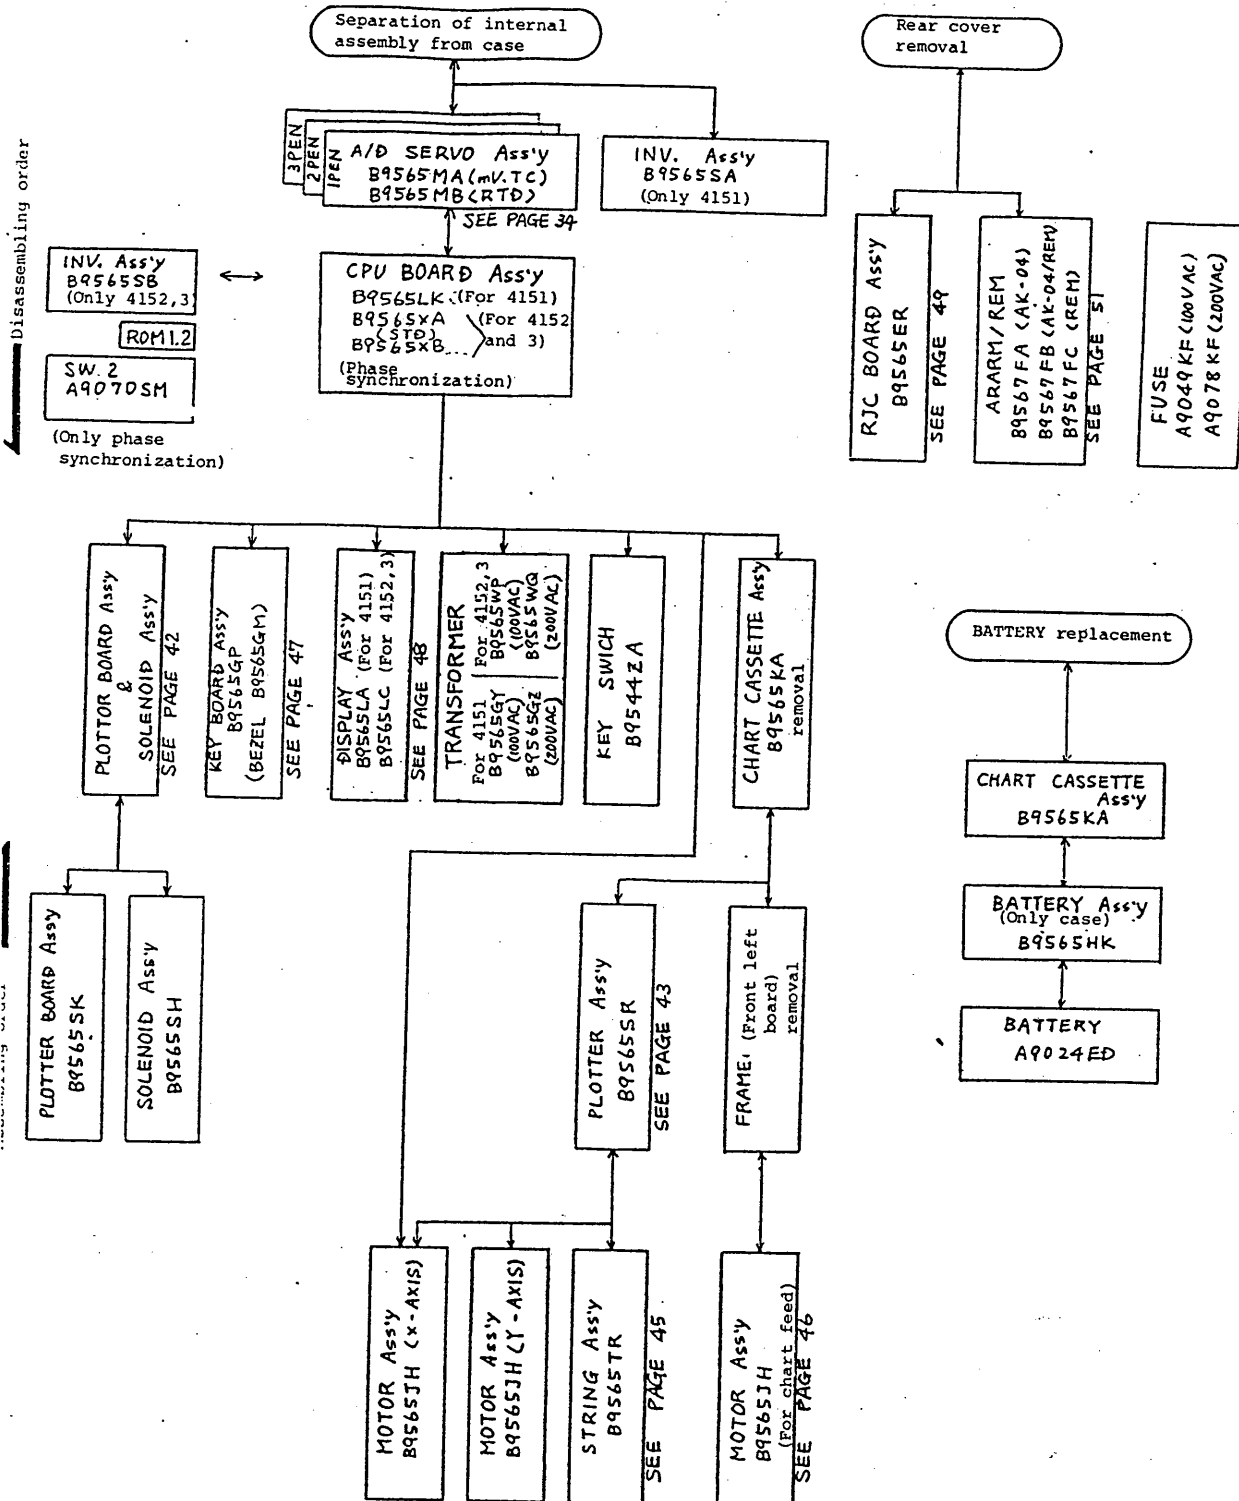 Separation of internal
assembly from case
Rear cover
removal
Disassembling order
3PEN
2PEN
1PEN
A/D SERVO Ass'y
B9565MA(mV.TC)
B9565MB(RTD)
SEE PAGE 34
INV. Ass'y
B9565SA
(Only 4151)
INV. Ass'y
B9565SB
(Only 4152,3
ROM1.2
SW. 2
A9070SM
(Only phase
synchronization)
CPU BOARD Ass'y
B9565LK (For 4151)
B9565XA (For 4152
(STD) and 3)
B9565XB...
(Phase
synchronization)
RJC BOARD Ass'y
B9565ER
SEE PAGE 49
ARARM/REM
B9567FA (AK-04)
B9567FB (AK-04/REM)
B9567FC (REM)
SEE PAGE 51
FUSE
A9049KF(100VAC)
A9078KF(200VAC)
PLOTTOR BOARD Ass'y
&
SOLENOID Ass'y
SEE PAGE 42
KEY BOARD Ass'y
B9565GP
(BEZEL B9565GM)
SEE PAGE 47
DISPLAY Ass'y
B9565LA (For 4151)
B9565LC (For 4152,3)
SEE PAGE 48
TRANSFORMER
For 4151
B9565GY
(100VAC)
B9565GZ
(200VAC)
For 4152,3
B9565WP
(100VAC)
B9565WQ
(200VAC)
KEY SWICH
B9544ZA
CHART CASSETTE Ass'y
B9565KA
removal
BATTERY replacement
CHART CASSETTE
Ass'y
B9565KA
BATTERY Ass'y
(Only case)
B9565HK
BATTERY
A9024ED
PLOTTER BOARD Ass'y
B9565SK
SOLENOID Ass'y
B9565SH
PLOTTER Ass'y
B9565SR
SEE PAGE 43
FRAME (Front left
board)
removal
MOTOR Ass'y
B9565JH (X-AXIS)
MOTOR Ass'y
B9565JH(Y-AXIS)
STRING Ass'y
B9565TR
SEE PAGE 45
MOTOR Ass'y
B9565JH
(For chart feed)
SEE PAGE 46